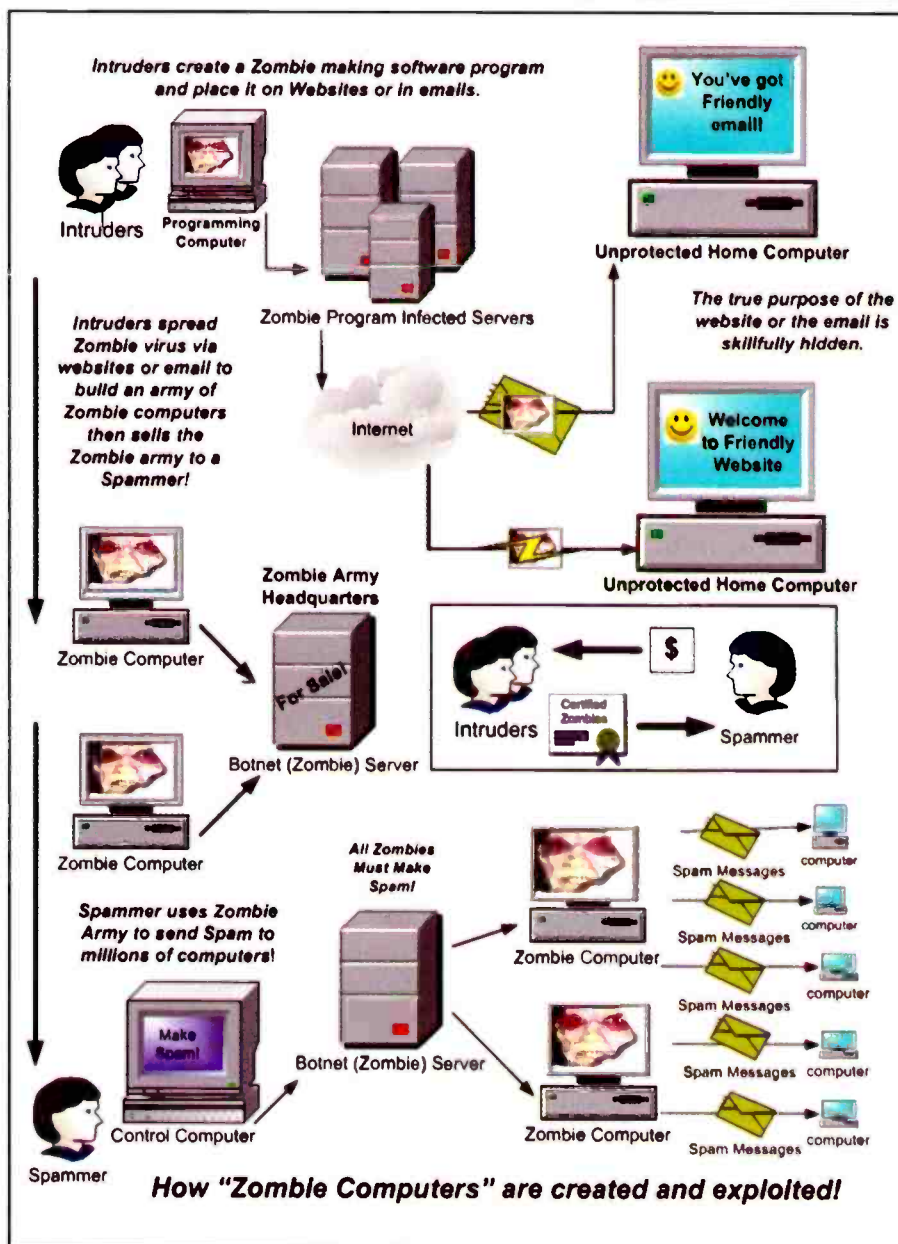 Intruders create a Zombie making software program
and place it on Websites or in emails.
Intruders
Programming
Computer
Zombie Program Infected Servers
You've got
Friendly
email!
Unprotected Home Computer
The true purpose of the
website or the email is
skillfully hidden.
Intruders spread
Zombie virus via
websites or email to
build an army of
Zombie computers
then sells the
Zombie army to a
Spammer!
Internet
Welcome
to Friendly
Website
Unprotected Home Computer
Zombie Computer
Zombie Army
Headquarters
For Sale!
Botnet (Zombie) Server
Zombie Computer
$
Intruders
Certified
Zombies
Spammer
Spammer uses Zombie
Army to send Spam to
millions of computers!
Make
Spam!
Control Computer
Spammer
All Zombies
Must Make
Spam!
Botnet (Zombie) Server
Zombie Computer
Zombie Computer
Spam Messages
computer
Spam Messages
computer
Spam Messages
computer
Spam Messages
computer
Spam Messages
computer
How "Zombie Computers" are created and exploited!